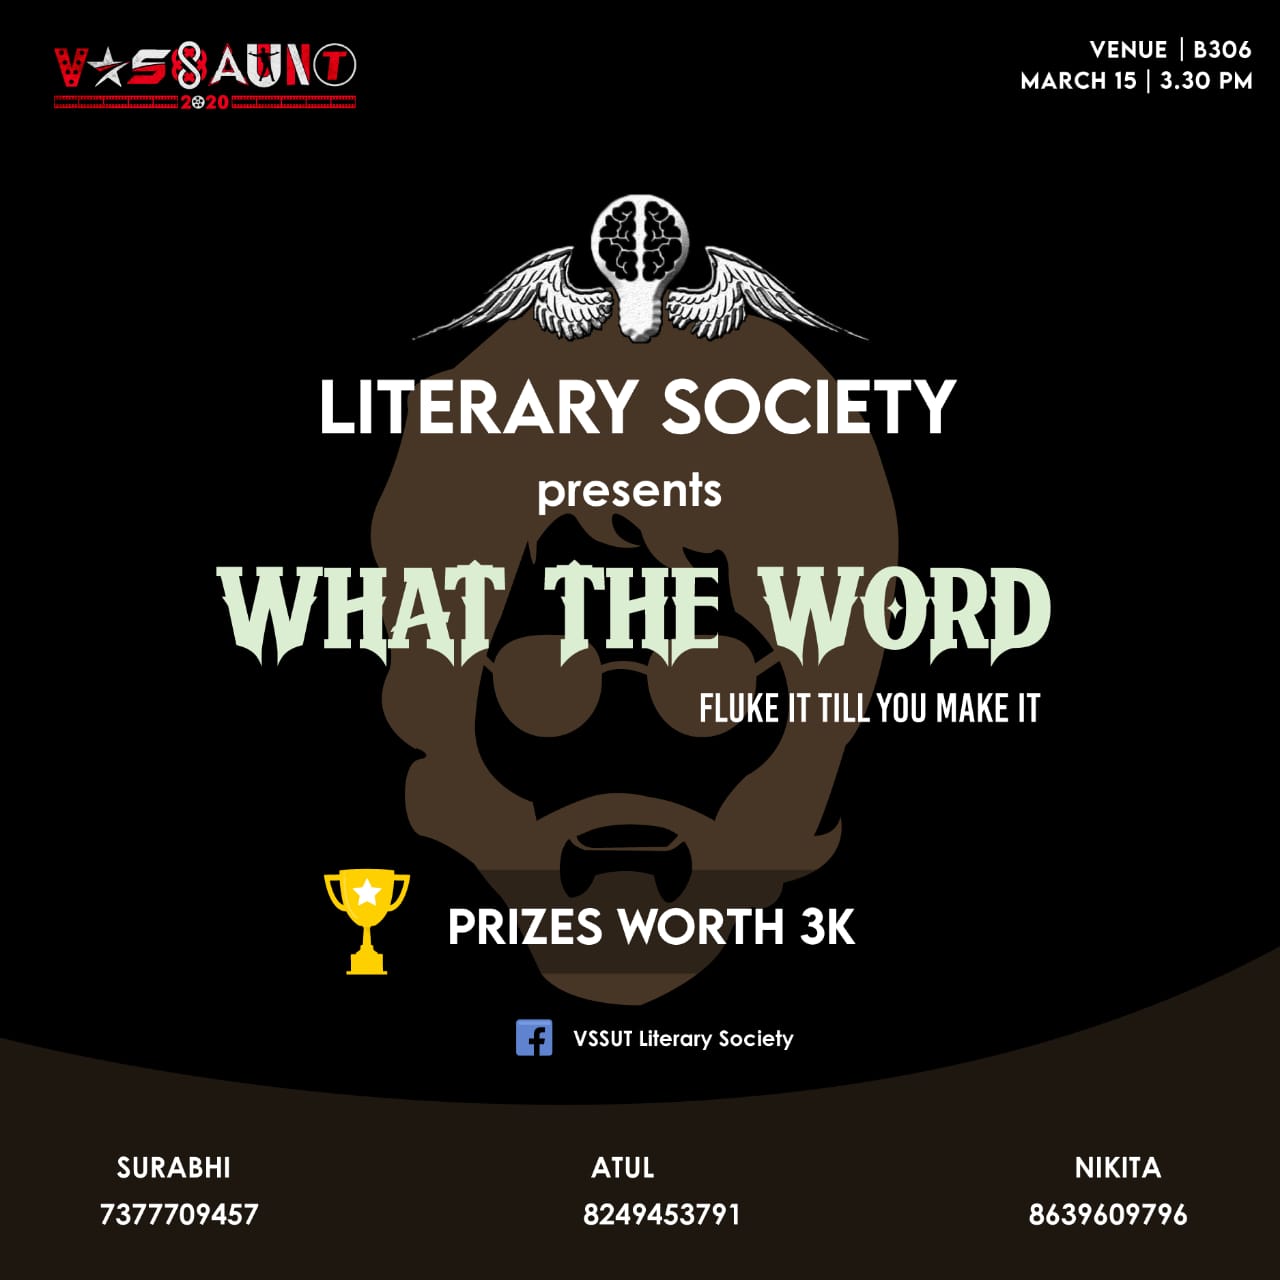 VASSAUNT
2020
VENUE | B306
MARCH 15 | 3.30 PM
LITERARY SOCIETY
presents
WHAT THE WORD
FLUKE IT TILL YOU MAKE IT
PRIZES WORTH 3K
f VSSUT Literary Society
SURABHI
7377709457
ATUL
8249453791
NIKITA
8639609796